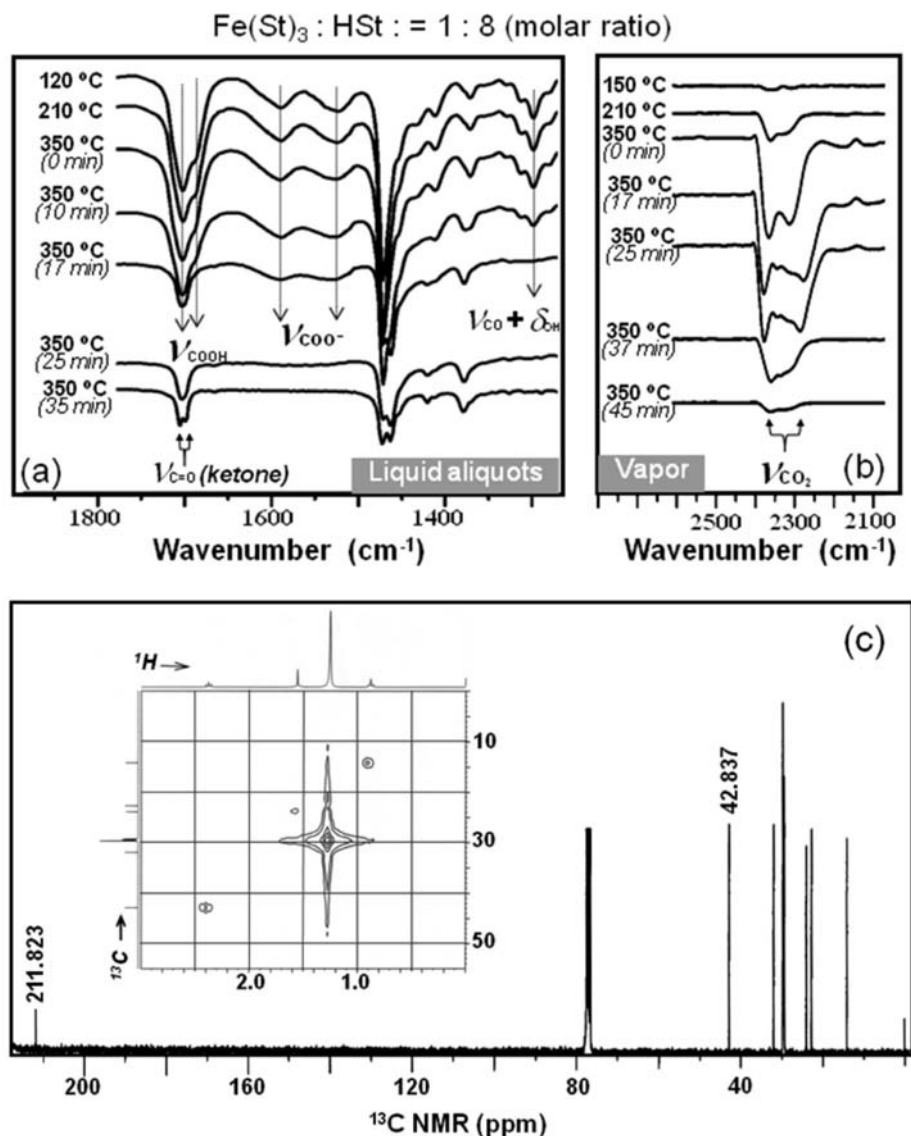 Fe(St)3 : HSt : = 1 : 8 (molar ratio)
120 °C
210 °C
350 °C
(0 min)
350 °C
(10 min)
350 °C
(17 min)
350 °C
(25 min)
350 °C
(35 min)
νCOOH
νCOO-
νCO + δOH
νC=O (ketone)
(a)
Liquid aliquots
1800
1600
1400
Wavenumber (cm-1)
150 °C
210 °C
350 °C
(0 min)
350 °C
(17 min)
350 °C
(25 min)
350 °C
(37 min)
350 °C
(45 min)
Vapor
νCO2
(b)
2500
2300
2100
Wavenumber (cm-1)
(c)
1H →
10
30
50
13C →
2.0
1.0
211.823
42.837
200
160
120
80
40
13C NMR (ppm)